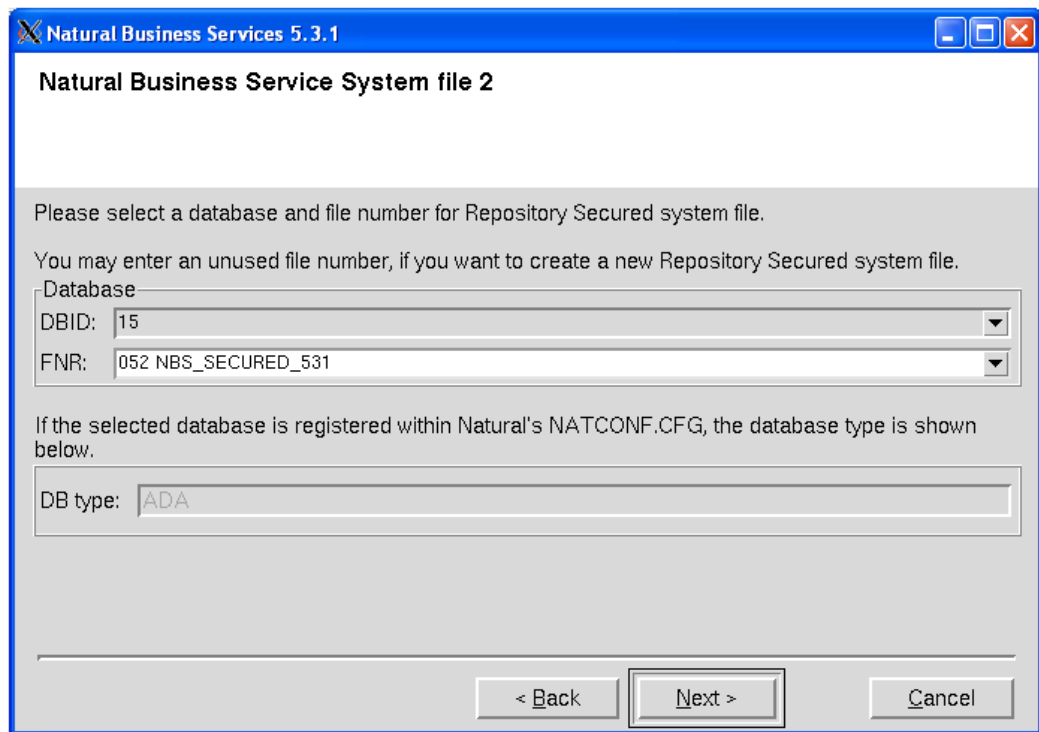 Natural Business Services 5.3.1
Natural Business Service System file 2
Please select a database and file number for Repository Secured system file.
You may enter an unused file number, if you want to create a new Repository Secured system file.
Database
DBID: 15
FNR: 052 NBS_SECURED_531
If the selected database is registered within Natural's NATCONF.CFG, the database type is shown
below.
DB type: ADA
< Back Next > Cancel